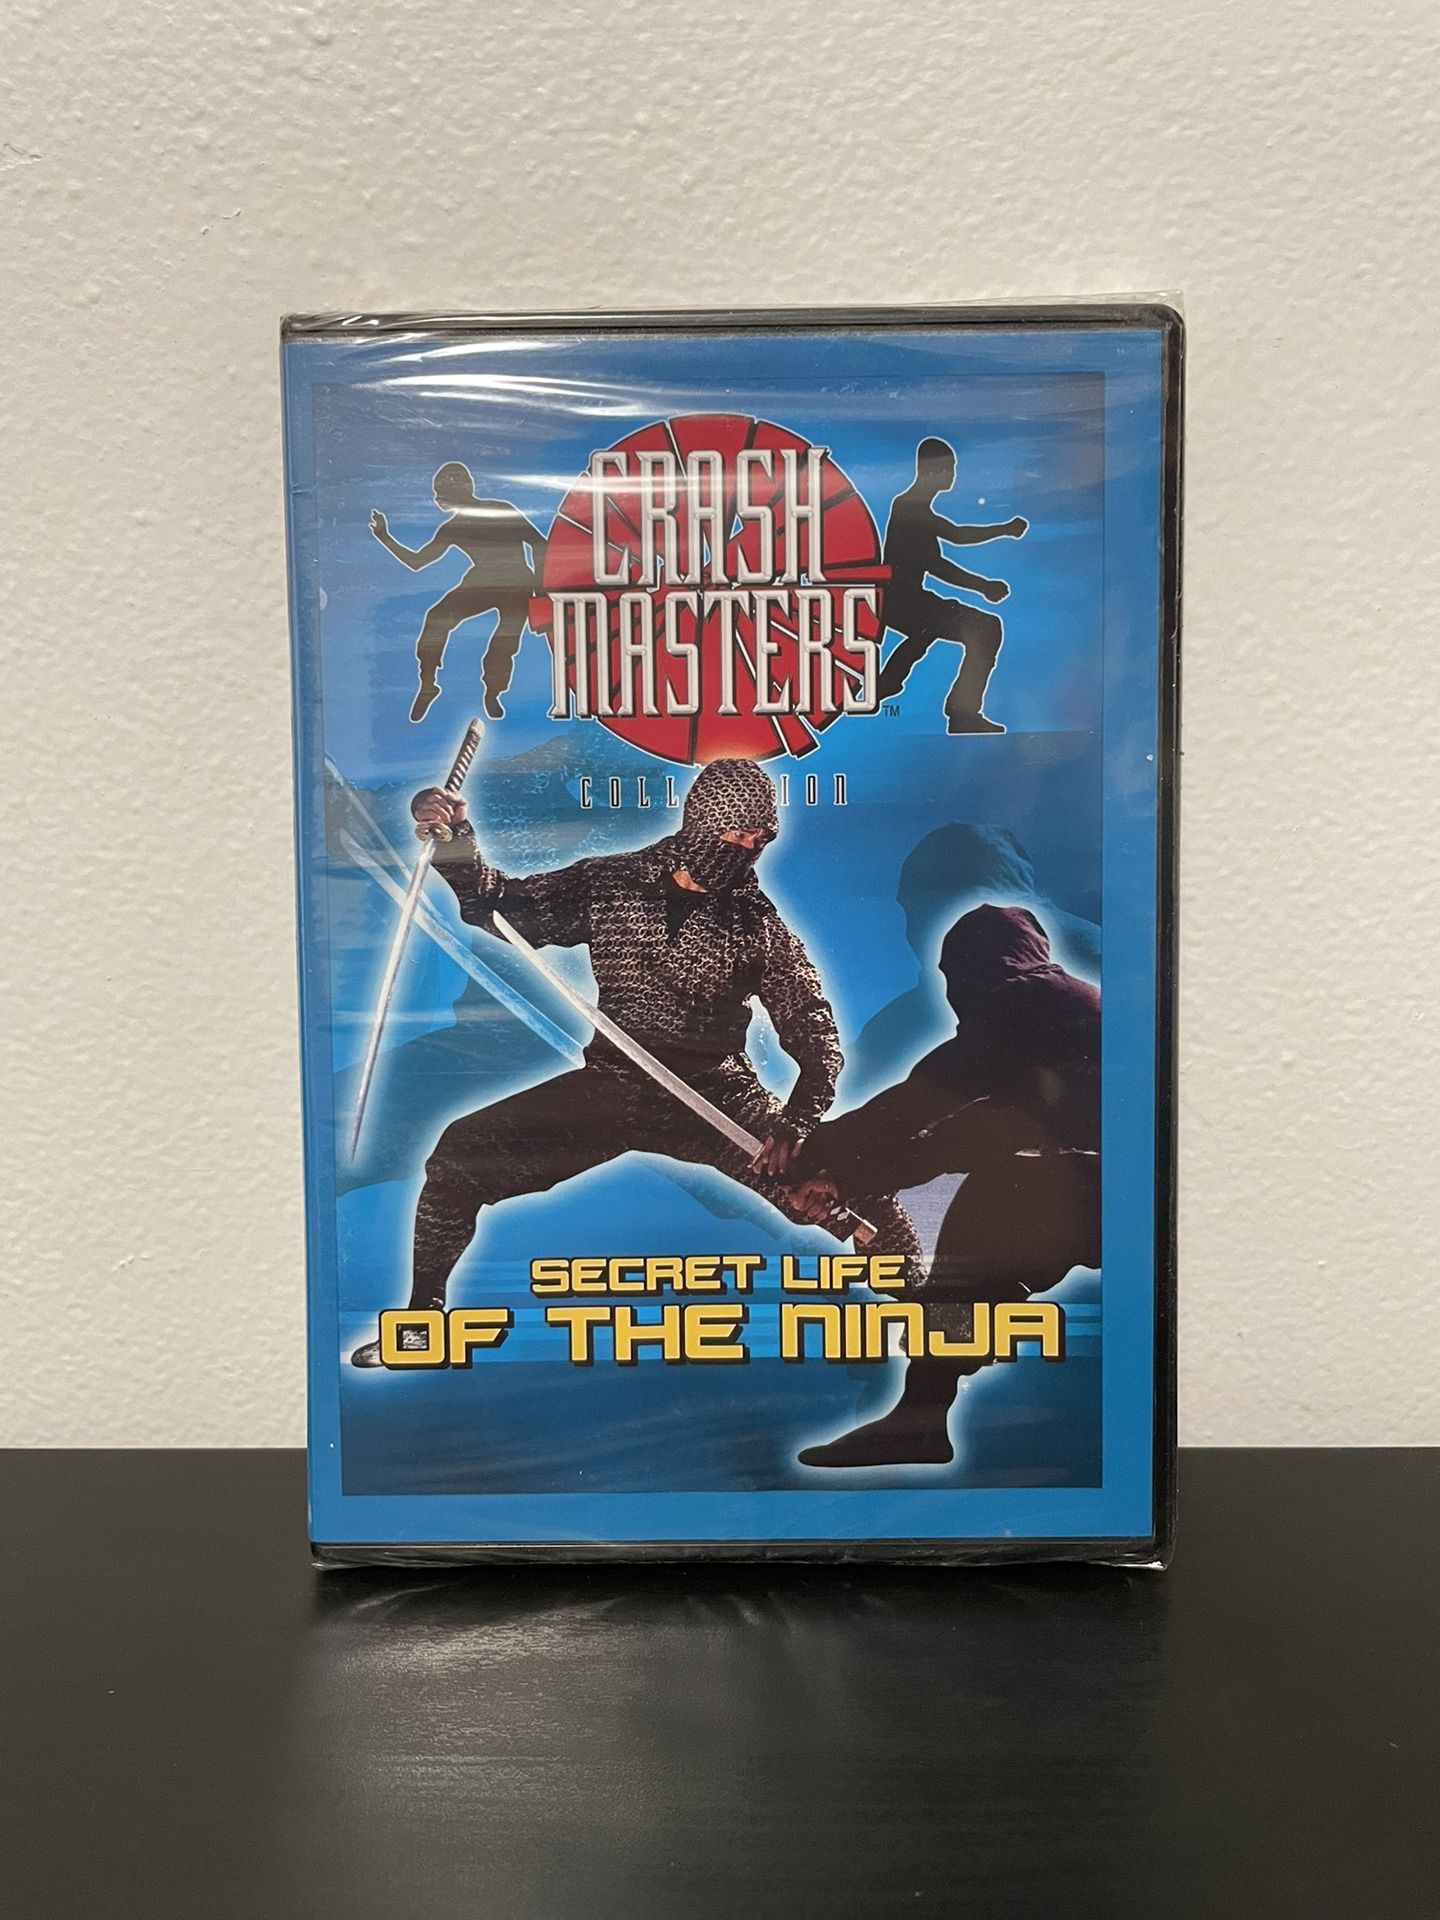 CRASH
MASTERS
TM
SECRET LIFE
OF THE NINJA